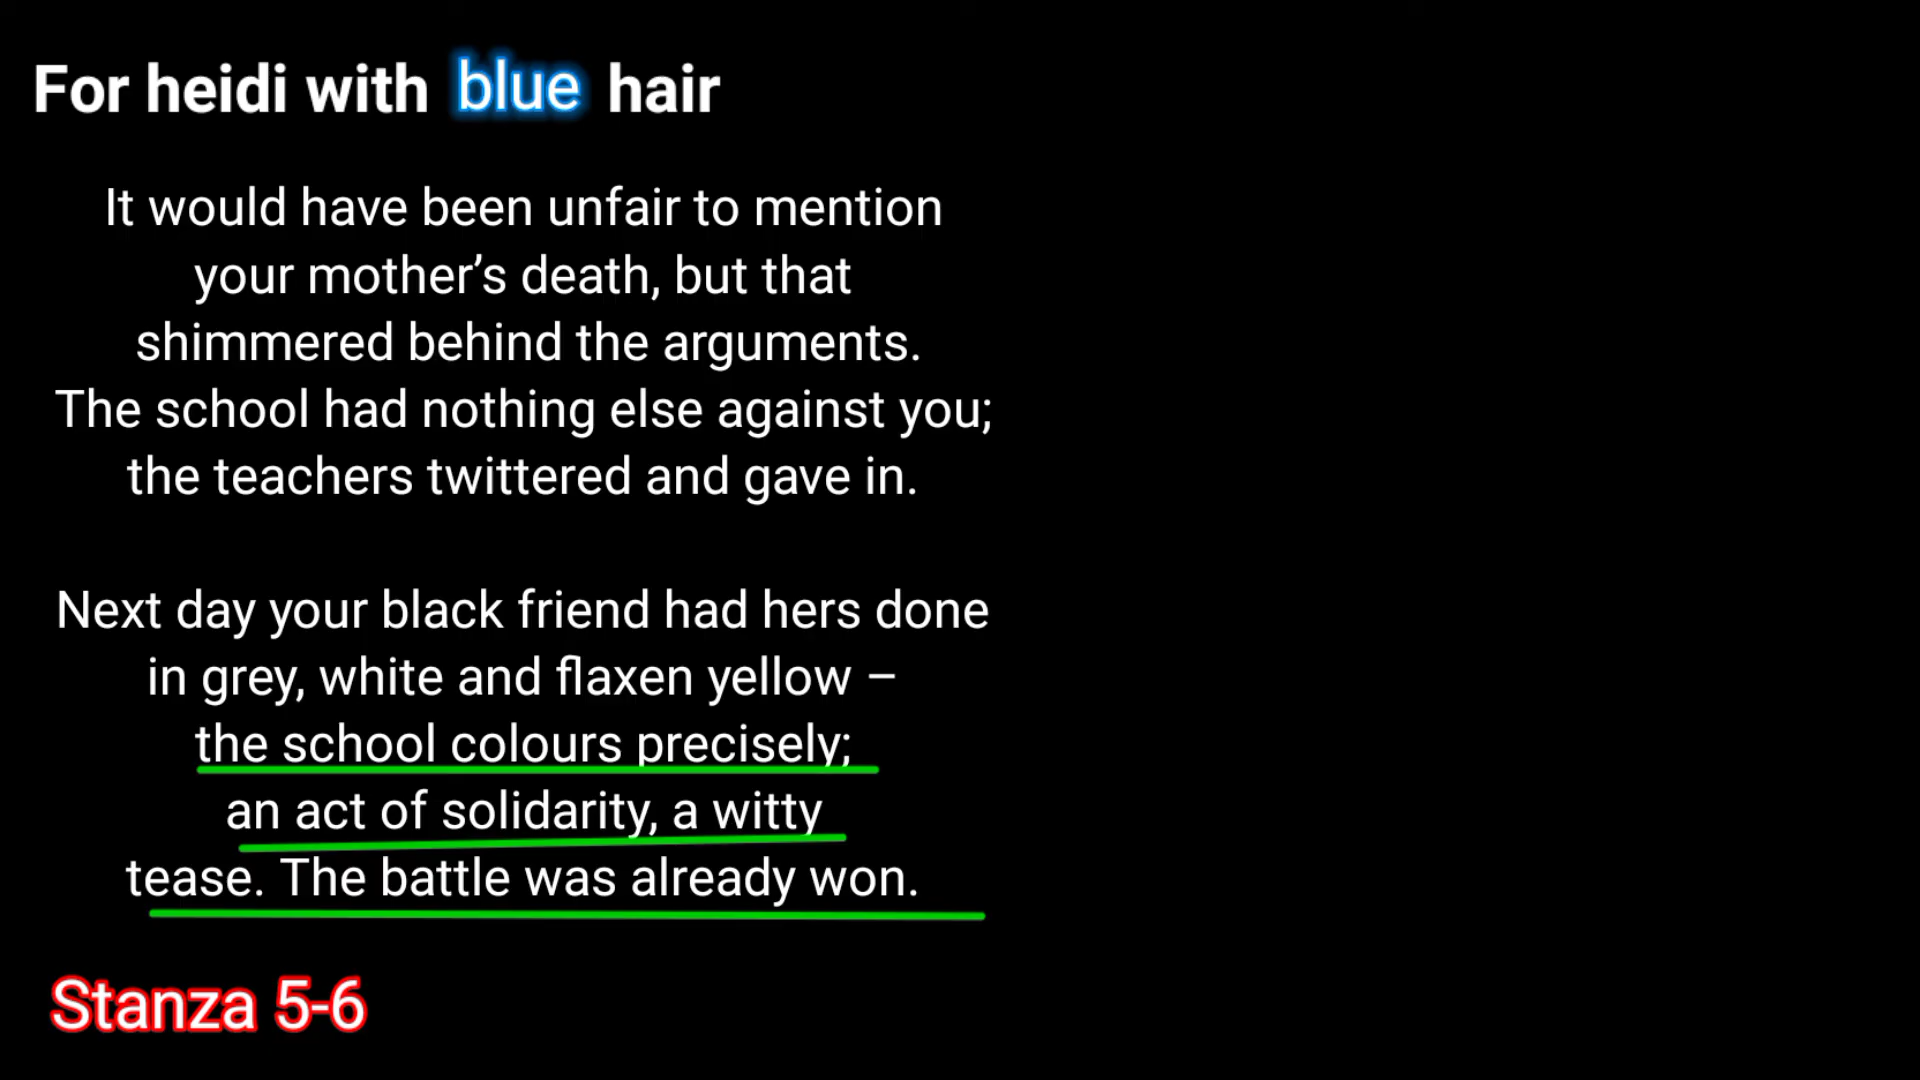 For heidi with blue hair
It would have been unfair to mention
your mother’s death, but that
shimmered behind the arguments.
The school had nothing else against you;
the teachers twittered and gave in.
Next day your black friend had hers done
in grey, white and flaxen yellow –
the school colours precisely;
an act of solidarity, a witty
tease. The battle was already won.
Stanza 5-6